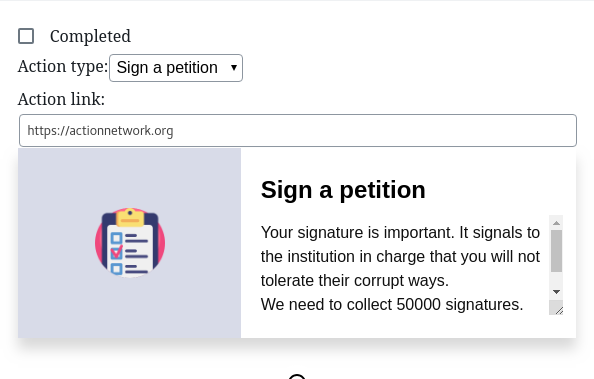 Completed
Action type: Sign a petition
Action link:
https://actionnetwork.org
Sign a petition
Your signature is important. It signals to
the institution in charge that you will not
tolerate their corrupt ways.
We need to collect 50000 signatures.